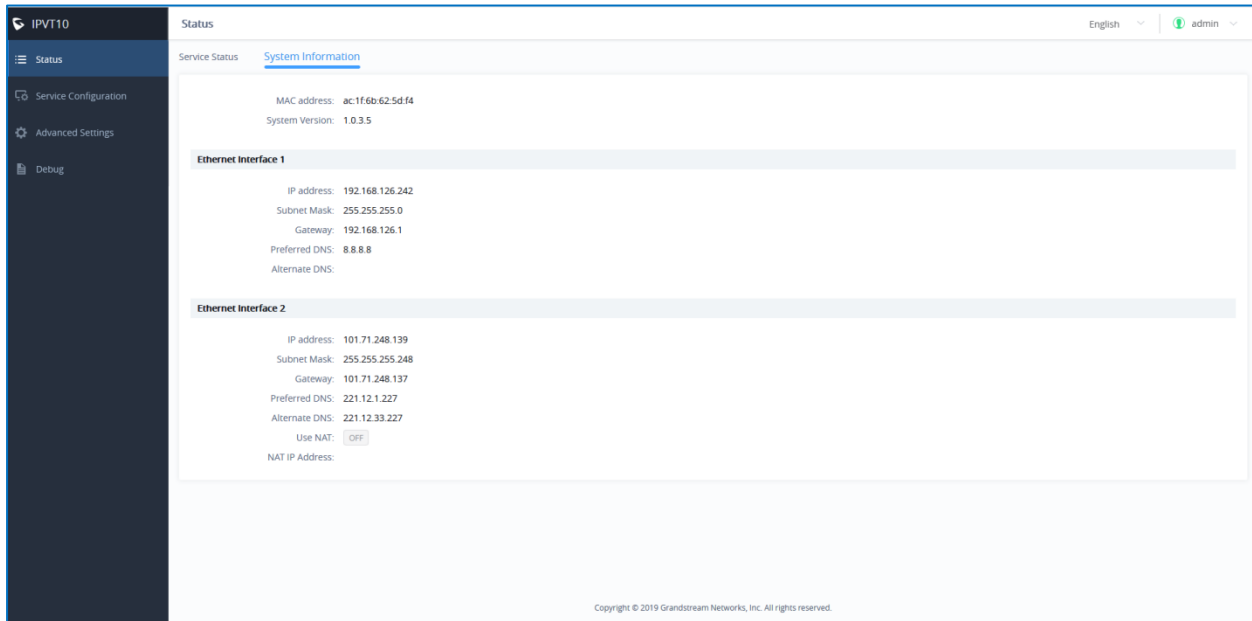 IPVT10
Status
English
admin
Status
Service Configuration
Advanced Settings
Debug
Service Status System Information
MAC address: ac:1f:6b:62:5d:f4
System Version: 1.0.3.5
Ethernet Interface 1
IP address: 192.168.126.242
Subnet Mask: 255.255.255.0
Gateway: 192.168.126.1
Preferred DNS: 8.8.8.8
Alternate DNS:
Ethernet Interface 2
IP address: 101.71.248.139
Subnet Mask: 255.255.255.248
Gateway: 101.71.248.137
Preferred DNS: 221.12.1.227
Alternate DNS: 221.12.33.227
Use NAT: OFF
NAT IP Address:
Copyright © 2019 Grandstream Networks, Inc. All rights reserved.